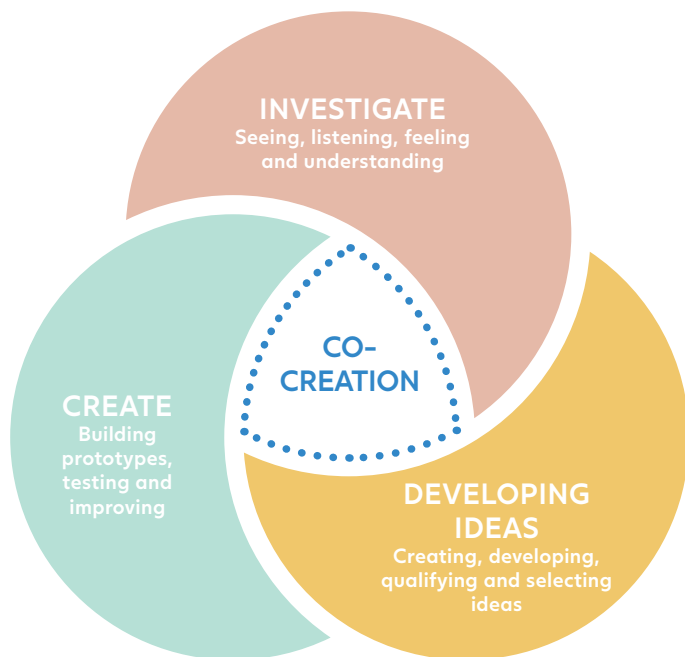 INVESTIGATE
Seeing, listening, feeling
and understanding
CO-
CREATION
CREATE
Building
prototypes,
testing and
improving
DEVELOPING
IDEAS
Creating, developing,
qualifying and selecting
ideas